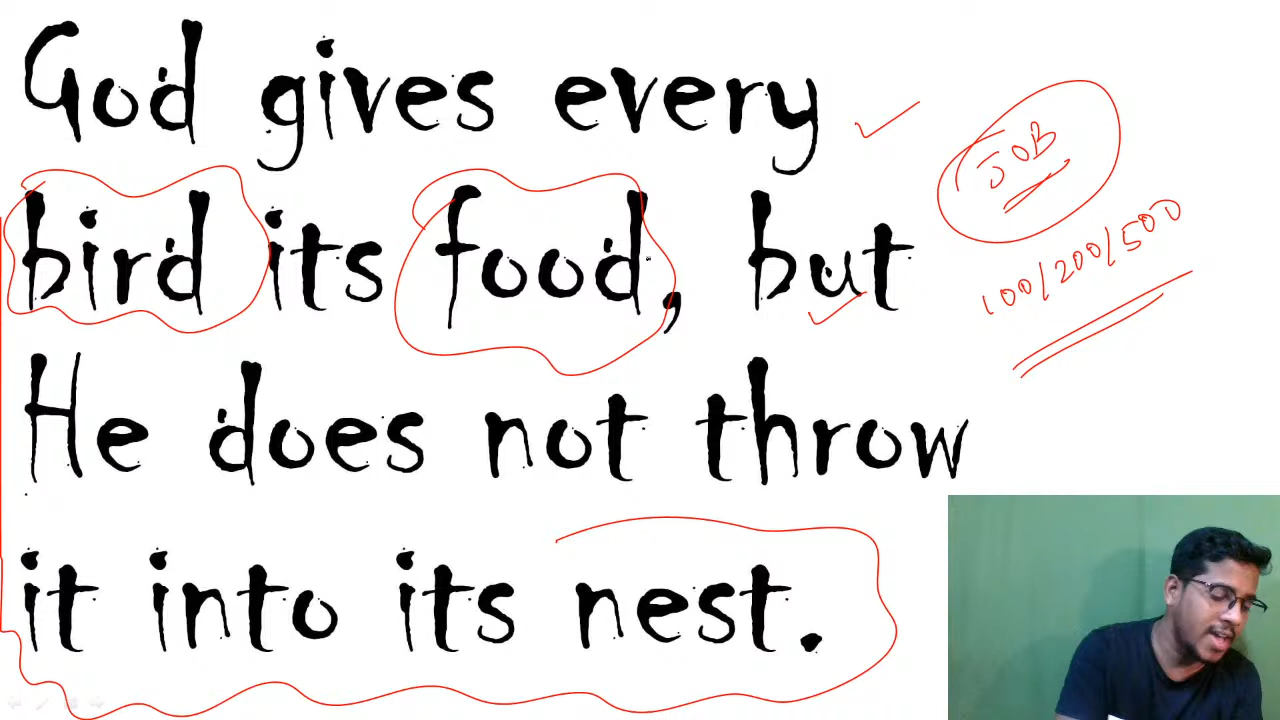 God gives every
bird its food, but
He does not throw
it into its nest.
JOB
100/200/500